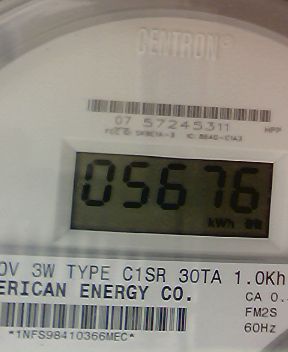 CENTRON®
07 57245311
HPP
05676
kWh
0V 3W TYPE C1SR 30TA 1.0Kh
ERICAN ENERGY CO.
CA 0.
FM2S
60Hz
*1NFS98410366MEC*